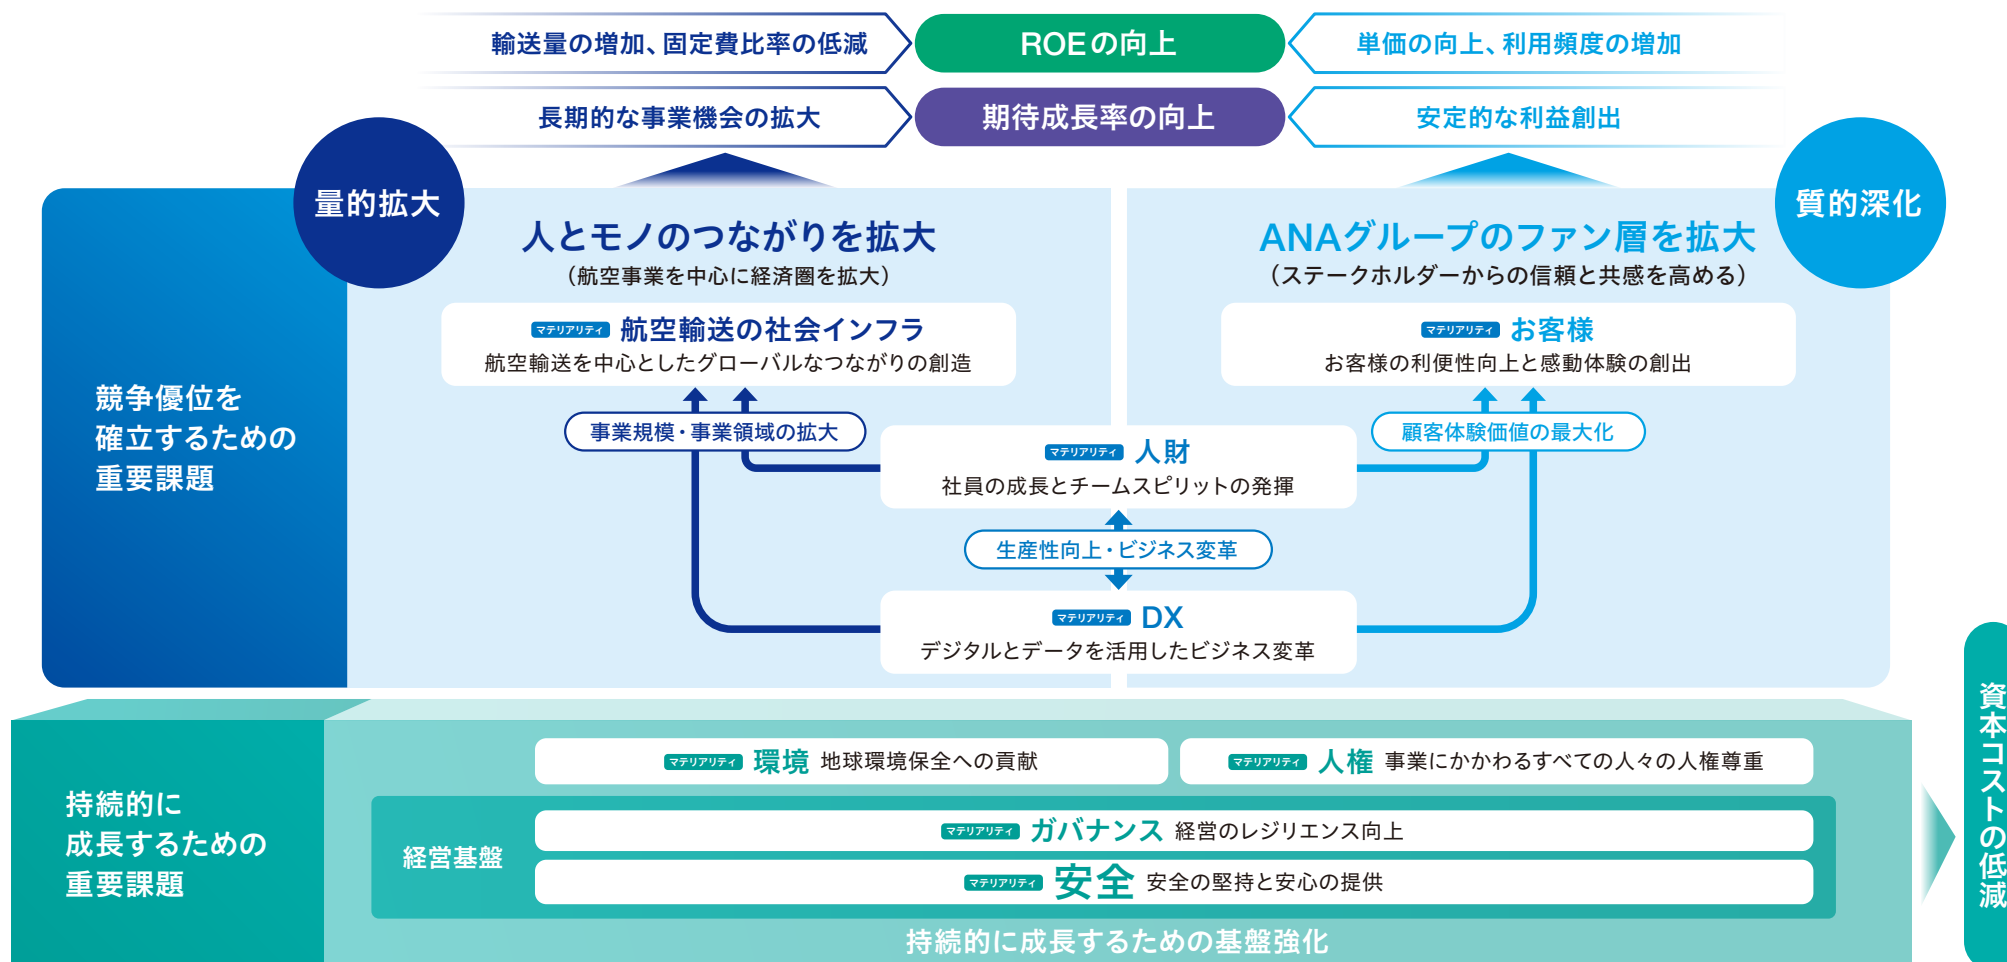 輸送量の増加、固定費比率の低減
ROEの向上
単価の向上、利用頻度の増加
長期的な事業機会の拡大
期待成長率の向上
安定的な利益創出
量的拡大
質的深化
人とモノのつながりを拡大
（航空事業を中心に経済圏を拡大）
ANAグループのファン層を拡大
（ステークホルダーからの信頼と共感を高める）
競争優位を
確立するための
重要課題
マテリアリティ 航空輸送の社会インフラ
航空輸送を中心としたグローバルなつながりの創造
マテリアリティ お客様
お客様の利便性向上と感動体験の創出
事業規模・事業領域の拡大
顧客体験価値の最大化
マテリアリティ 人財
社員の成長とチームスピリットの発揮
生産性向上・ビジネス変革
マテリアリティ DX
デジタルとデータを活用したビジネス変革
持続的に
成長するための
重要課題
マテリアリティ 環境 地球環境保全への貢献
マテリアリティ 人権 事業にかかわるすべての人々の人権尊重
経営基盤
マテリアリティ ガバナンス 経営のレジリエンス向上
マテリアリティ 安全 安全の堅持と安心の提供
持続的に成長するための基盤強化
資本コストの低減